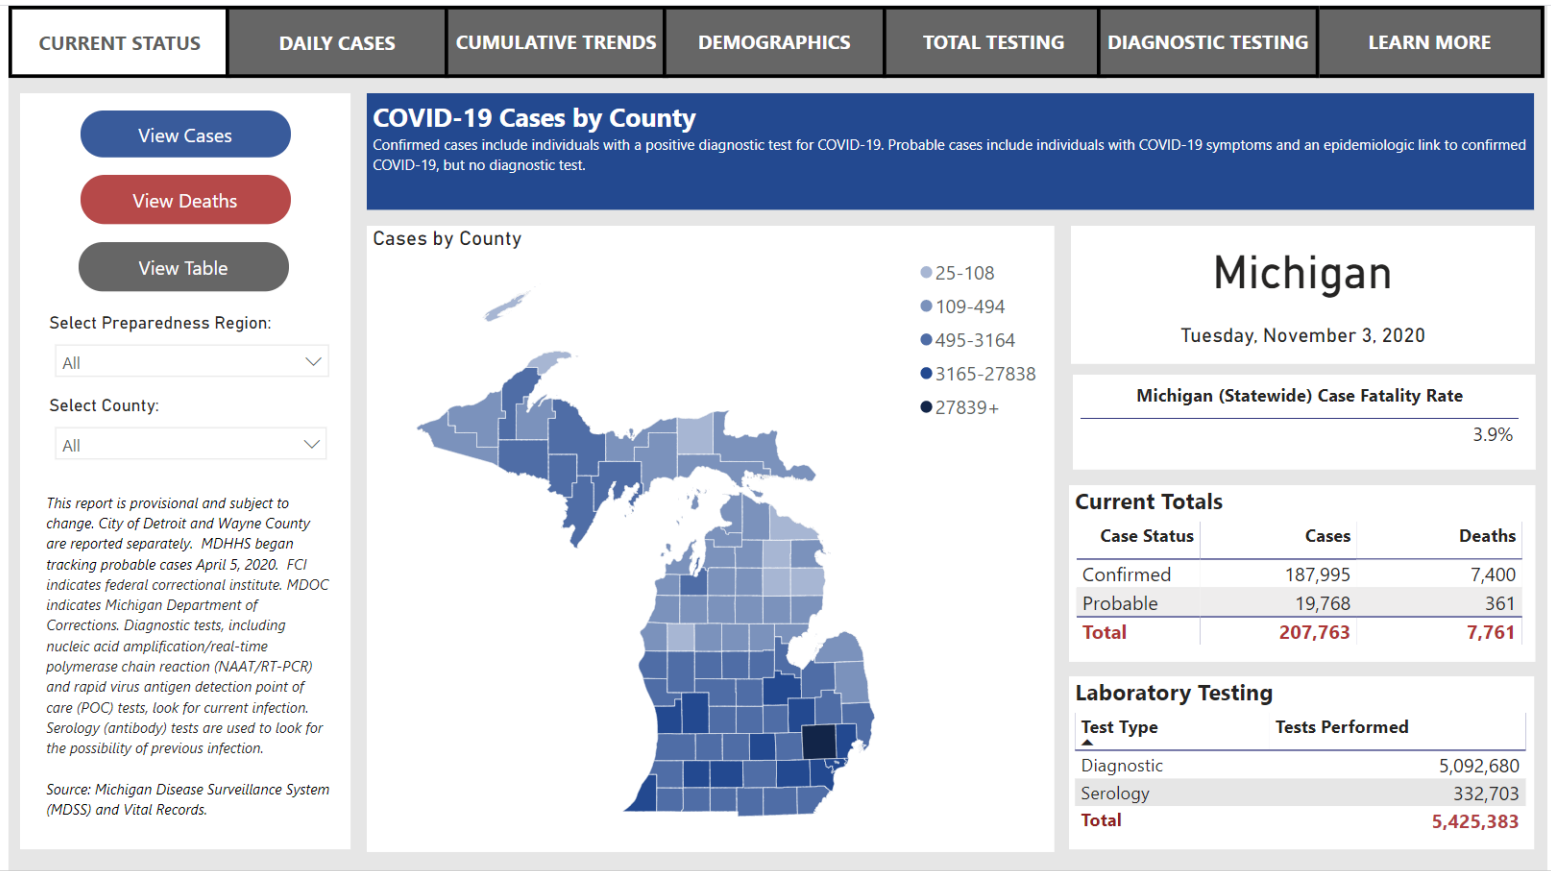 CURRENT STATUS
DAILY CASES
CUMULATIVE TRENDS
DEMOGRAPHICS
TOTAL TESTING
DIAGNOSTIC TESTING
LEARN MORE
View Cases
View Deaths
View Table
Select Preparedness Region:
All
Select County:
All
This report is provisional and subject to
change. City of Detroit and Wayne County
are reported separately.  MDHHS began
tracking probable cases April 5, 2020.  FCI
indicates federal correctional institute. MDOC
indicates Michigan Department of
Corrections. Diagnostic tests, including
nucleic acid amplification/real-time
polymerase chain reaction (NAAT/RT-PCR)
and rapid virus antigen detection point of
care (POC) tests, look for current infection.
Serology (antibody) tests are used to look for
the possibility of previous infection.
Source: Michigan Disease Surveillance System
(MDSS) and Vital Records.
COVID-19 Cases by County
Confirmed cases include individuals with a positive diagnostic test for COVID-19. Probable cases include individuals with COVID-19 symptoms and an epidemiologic link to confirmed
COVID-19, but no diagnostic test.
Cases by County
25-108
109-494
495-3164
3165-27838
27839+
Michigan
Tuesday, November 3, 2020
Michigan (Statewide) Case Fatality Rate
3.9%
Current Totals
Case Status Cases Deaths
Confirmed 187,995 7,400
Probable 19,768 361
Total 207,763 7,761
Laboratory Testing
Test Type Tests Performed
Diagnostic 5,092,680
Serology 332,703
Total 5,425,383